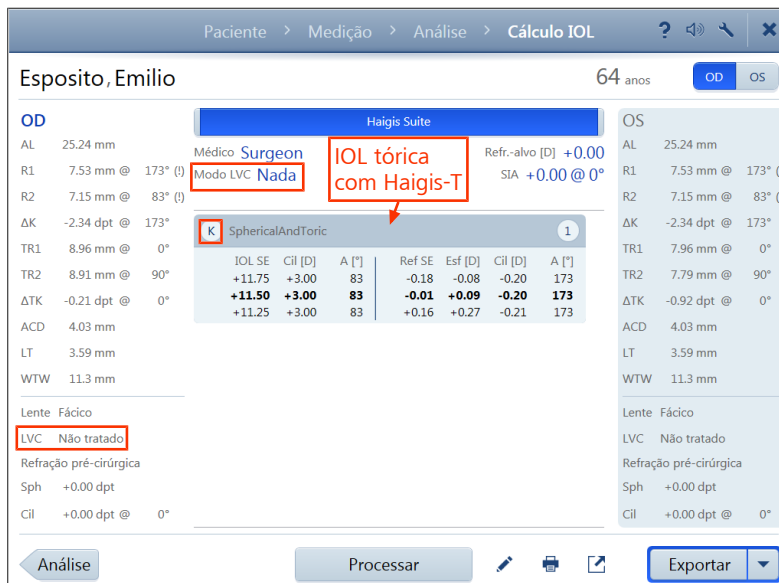 Paciente > Medição > Análise > Cálculo IOL ?
Esposito, Emilio 64 anos OD OS
OD
AL 25.24 mm
R1 7.53 mm @ 173° (!)
R2 7.15 mm @ 83° (!)
ΔK -2.34 dpt @ 173°
TR1 8.96 mm @ 0°
TR2 8.91 mm @ 90°
ΔTK -0.21 dpt @ 0°
ACD 4.03 mm
LT 3.59 mm
WTW 11.3 mm
Lente Fácico
LVC Não tratado
Refração pré-cirúrgica
Sph +0.00 dpt
Cil +0.00 dpt @ 0°
Haigis Suite
Médico Surgeon Refr.-alvo [D] +0.00
Modo LVC Nada SIA +0.00 @ 0°
IOL tórica
com Haigis-T
K SphericalAndToric 1
IOL SE Cil [D] A [°] Ref SE Esf [D] Cil [D] A [°]
+11.75 +3.00 83 -0.18 -0.08 -0.20 173
+11.50 +3.00 83 -0.01 +0.09 -0.20 173
+11.25 +3.00 83 +0.16 +0.27 -0.21 173
OS
AL 25.24 mm
R1 7.53 mm @ 173° (
R2 7.15 mm @ 83° (
ΔK -2.34 dpt @ 173°
TR1 7.96 mm @ 0°
TR2 7.79 mm @ 90°
ΔTK -0.92 dpt @ 0°
ACD 4.03 mm
LT 3.59 mm
WTW 11.3 mm
Lente Fácico
LVC Não tratado
Refração pré-cirúrgica
Sph +0.00 dpt
Cil +0.00 dpt @ 0°
Análise Processar Exportar